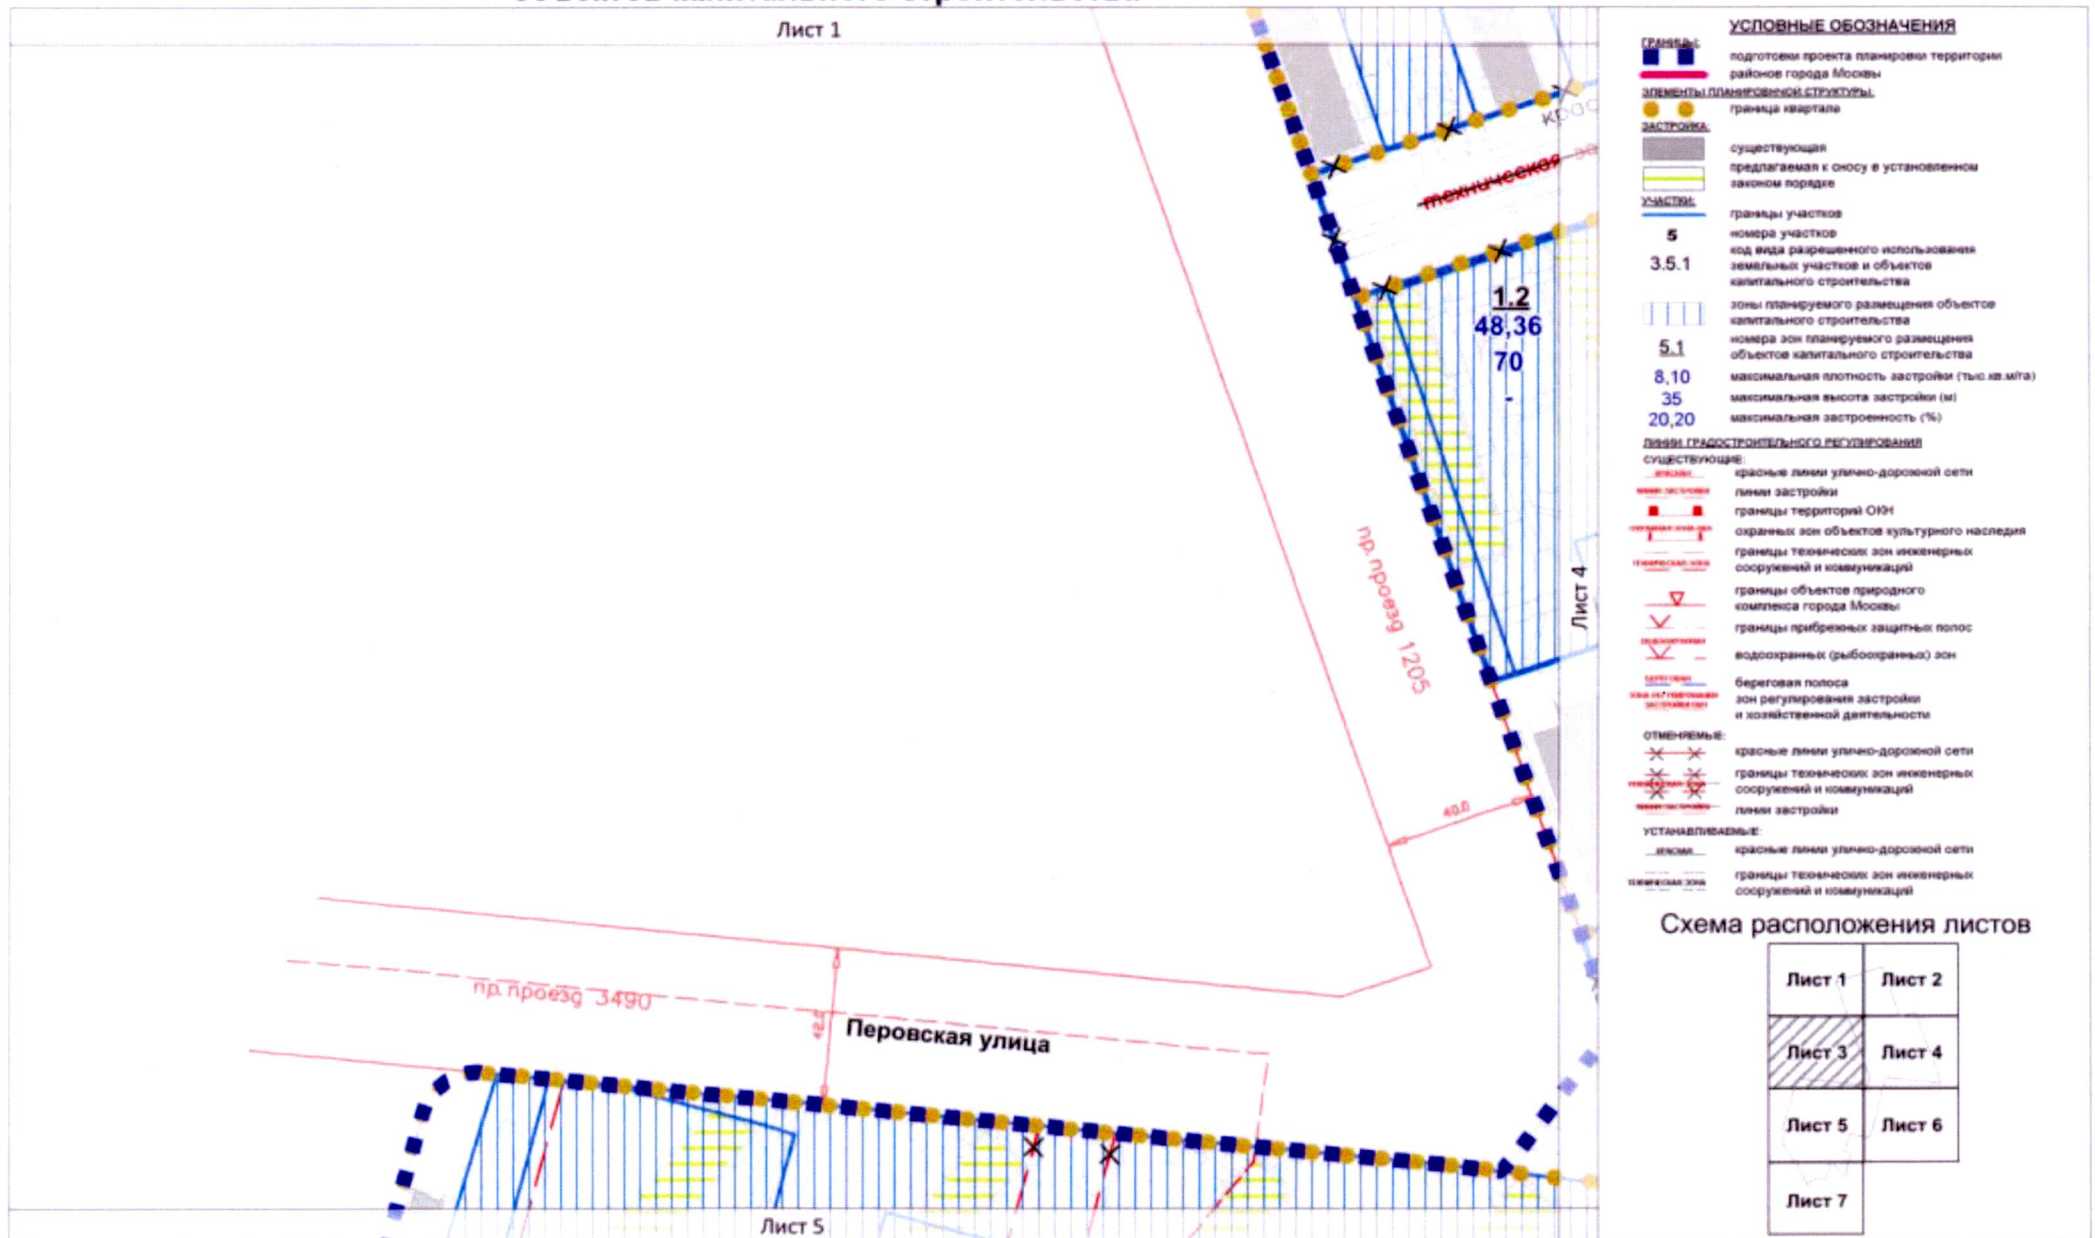 Лист 1
техническая
1.2
48,36
70
-
Лист 4
пр.проезд 1205
40.0
пр.проезд 3490
Перовская улица
Лист 5
УСЛОВНЫЕ ОБОЗНАЧЕНИЯ
ГРАНИЦЫ:
подготовки проекта планировки территории
районов города Москвы
ЭЛЕМЕНТЫ ПЛАНИРОВЧНОЙ СТРУКТУРЫ:
граница квартала
ЗАСТРОЙКА:
существующая
предлагаемая к сносу в установленном
законом порядке
УЧАСТКИ:
границы участков
5 номера участков
код вида разрешенного использования
3.5.1 земельных участков и объектов
капитального строительства
зоны планируемого размещения объектов
капитального строительства
номера зон планируемого размещения
5.1 объектов капитального строительства
8,10 максимальная плотность застройки (тыс.кв.м/га)
35 максимальная высота застройки (м)
20,20 максимальная застроенность (%)
ЛИНИИ ГРАДОСТРОИТЕЛЬНОГО РЕГУЛИРОВАНИЯ
СУЩЕСТВУЮЩИЕ:
красные линии улично-дорожной сети
линии застройки
границы территорий ОКН
охранных зон объектов культурного наследия
границы технических зон инженерных
ТЕХНИЧЕСКАЯ ЗОНА сооружений и коммуникаций
границы объектов природного
комплекса города Москвы
границы прибрежных защитных полос
водоохранных (рыбоохранных) зон
береговая полоса
зон регулирования застройки
и хозяйственной деятельности
ОТМЕНЯЕМЫЕ:
красные линии улично-дорожной сети
границы технических зон инженерных
сооружений и коммуникаций
линии застройки
УСТАНАВЛИВАЕМЫЕ:
красные линии улично-дорожной сети
границы технических зон инженерных
ТЕХНИЧЕСКАЯ ЗОНА сооружений и коммуникаций
Схема расположения листов
Лист 1 Лист 2
Лист 3 Лист 4
Лист 5 Лист 6
Лист 7